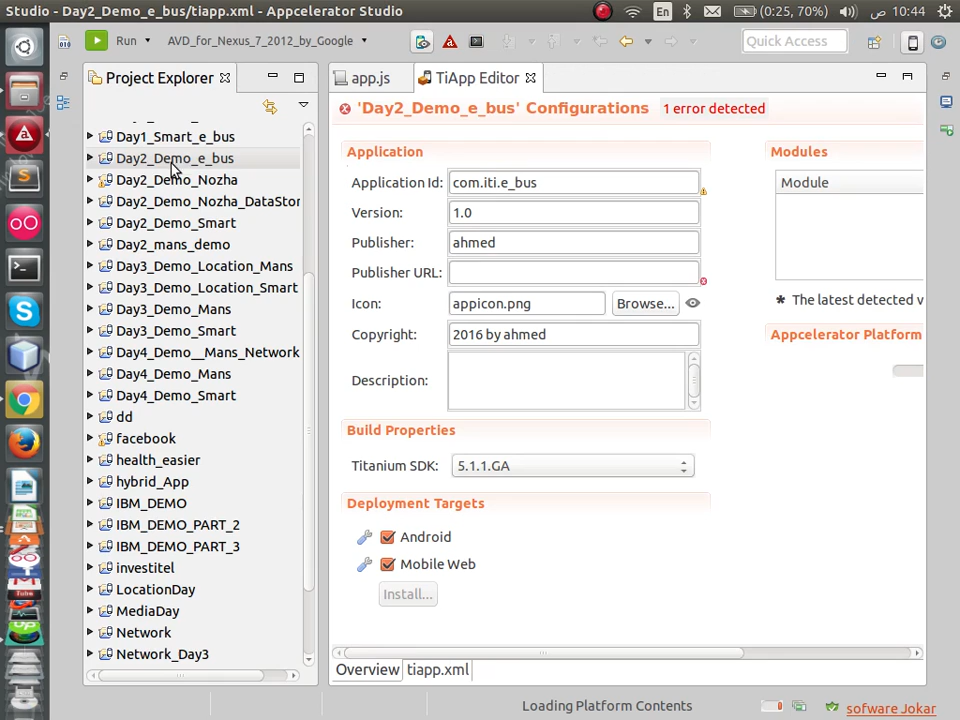 Studio - Day2_Demo_e_bus/tiapp.xml - Appcelerator Studio
En
(0:25, 70%)
10:44 ص
Run
AVD_for_Nexus_7_2012_by_Google
Quick Access
Project Explorer
app.js
TiApp Editor
'Day2_Demo_e_bus' Configurations
1 error detected
Day1_Smart_e_bus
Day2_Demo_e_bus
Day2_Demo_Nozha
Day2_Demo_Nozha_DataStor
Day2_Demo_Smart
Day2_mans_demo
Day3_Demo_Location_Mans
Day3_Demo_Location_Smart
Day3_Demo_Mans
Day3_Demo_Smart
Day4_Demo__Mans_Network
Day4_Demo_Mans
Day4_Demo_Smart
dd
facebook
health_easier
hybrid_App
IBM_DEMO
IBM_DEMO_PART_2
IBM_DEMO_PART_3
investitel
LocationDay
MediaDay
Network
Network_Day3
Application
Application Id: com.iti.e_bus
Version: 1.0
Publisher: ahmed
Publisher URL:
Icon: appicon.png Browse...
Copyright: 2016 by ahmed
Description:
Build Properties
Titanium SDK: 5.1.1.GA
Deployment Targets
Android
Mobile Web
Install...
Modules
Module
* The latest detected v
Appcelerator Platform
Overview
tiapp.xml
Loading Platform Contents
sofware Jokar